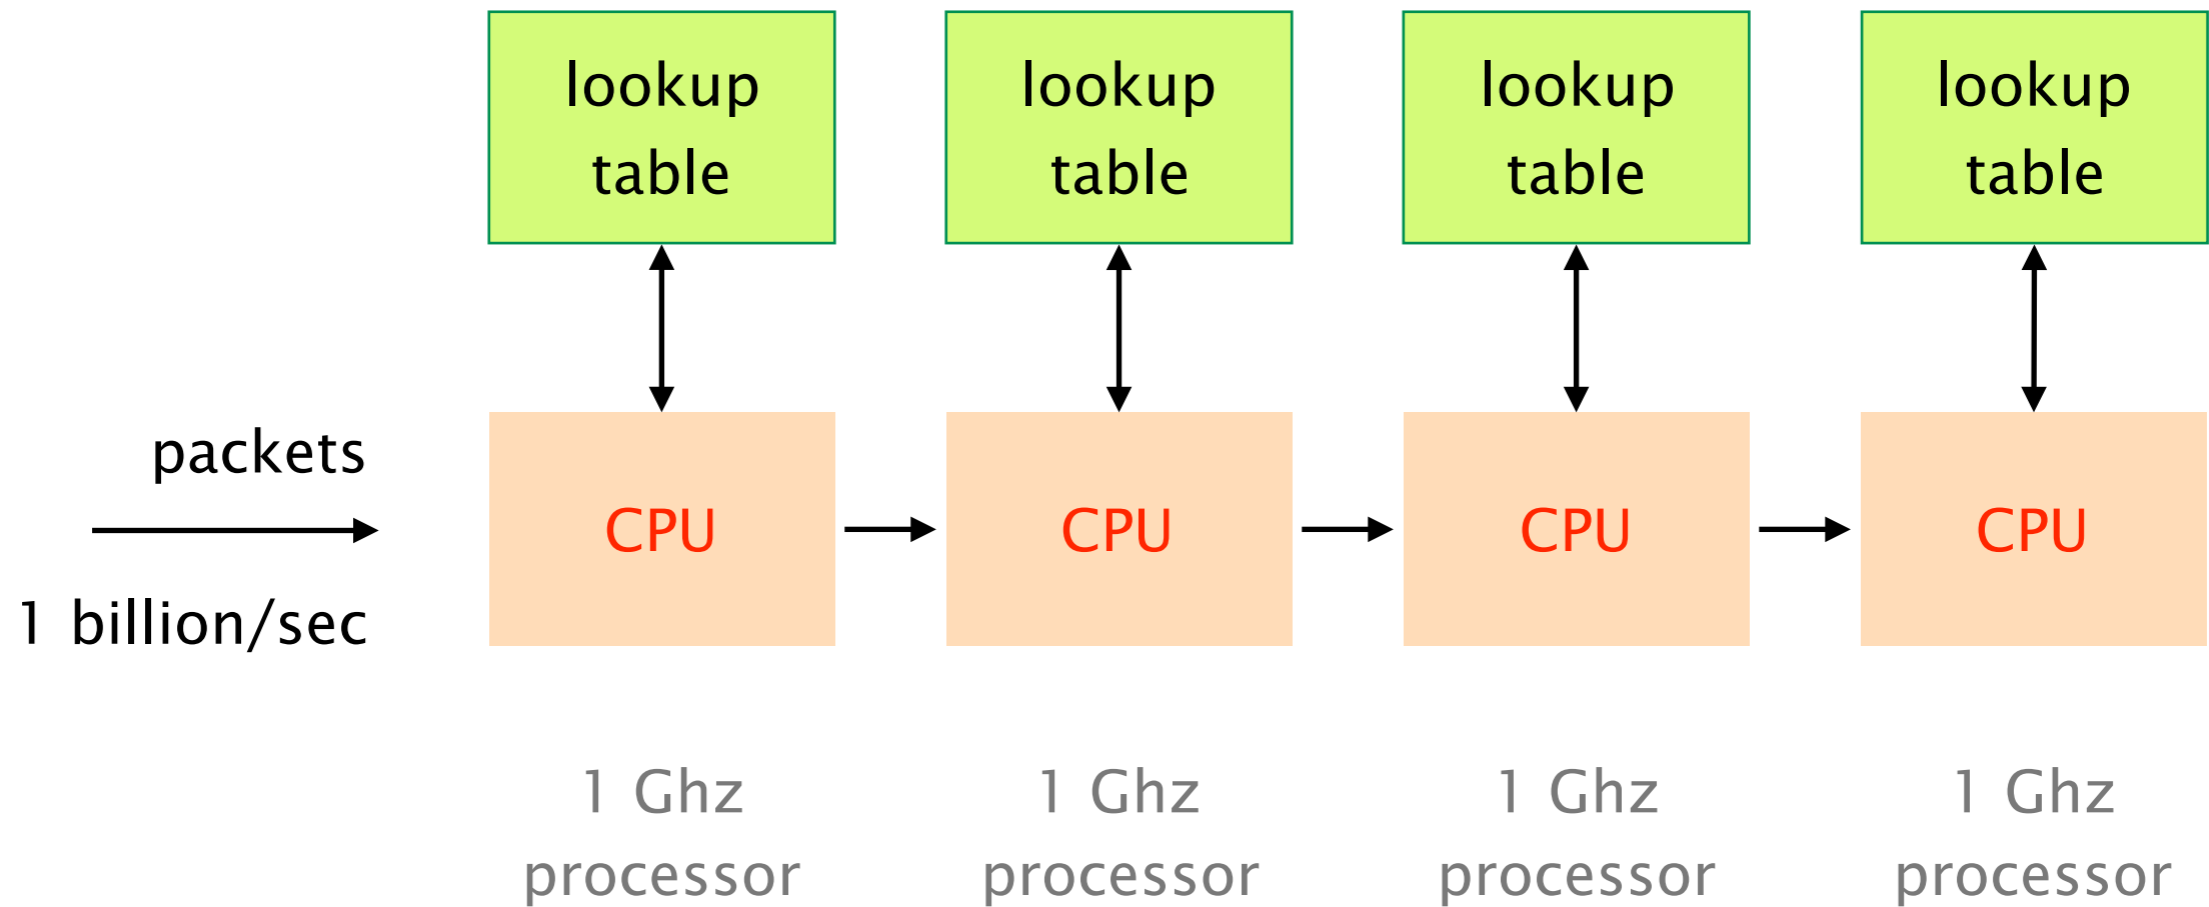 lookup
table
lookup
table
lookup
table
lookup
table
packets
1 billion/sec
CPU
CPU
CPU
CPU
1 Ghz
processor
1 Ghz
processor
1 Ghz
processor
1 Ghz
processor